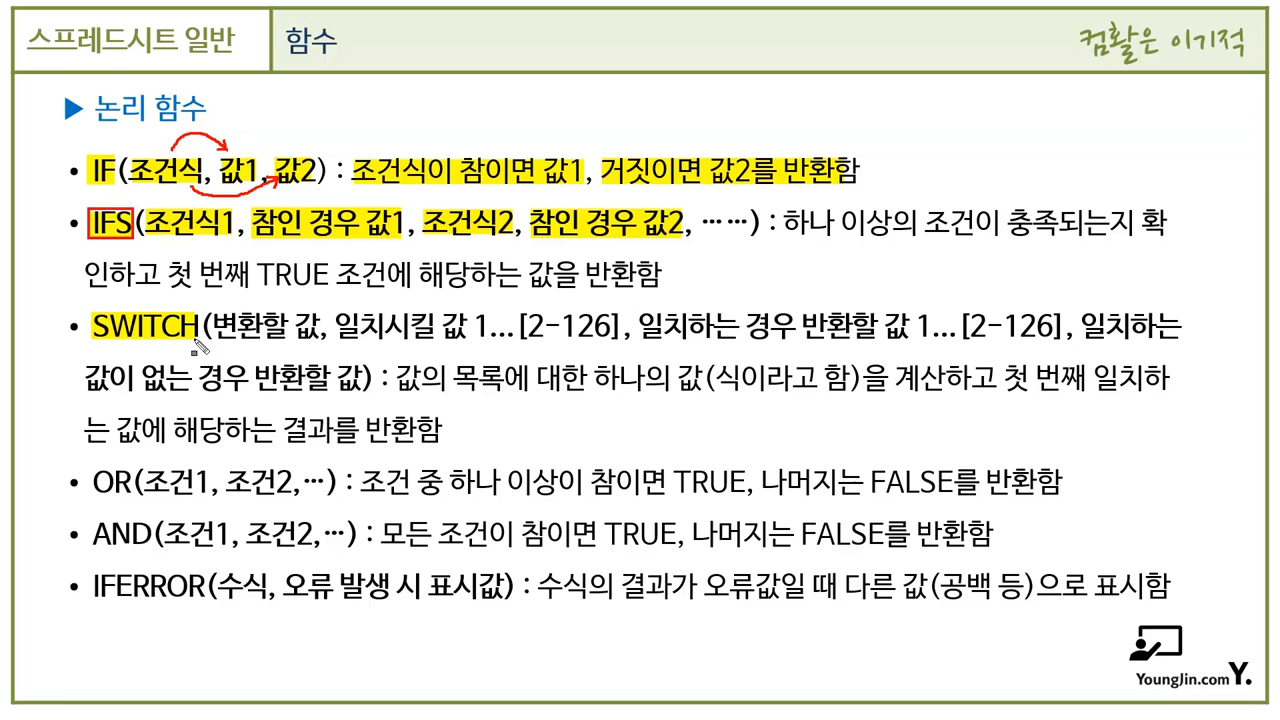 스프레드시트 일반
함수
컴활은 이기적
▶ 논리 함수
• IF(조건식, 값1, 값2) : 조건식이 참이면 값1, 거짓이면 값2를 반환함
• IFS(조건식1, 참인 경우 값1, 조건식2, 참인 경우 값2, ……) : 하나 이상의 조건이 충족되는지 확
인하고 첫 번째 TRUE 조건에 해당하는 값을 반환함
• SWITCH(변환할 값, 일치시킬 값 1…[2-126], 일치하는 경우 반환할 값 1…[2-126], 일치하는
값이 없는 경우 반환할 값) : 값의 목록에 대한 하나의 값(식이라고 함)을 계산하고 첫 번째 일치하
는 값에 해당하는 결과를 반환함
• OR(조건1, 조건2,…) : 조건 중 하나 이상이 참이면 TRUE, 나머지는 FALSE를 반환함
• AND(조건1, 조건2,…) : 모든 조건이 참이면 TRUE, 나머지는 FALSE를 반환함
• IFERROR(수식, 오류 발생 시 표시값) : 수식의 결과가 오류값일 때 다른 값(공백 등)으로 표시함
YoungJin.com Y.